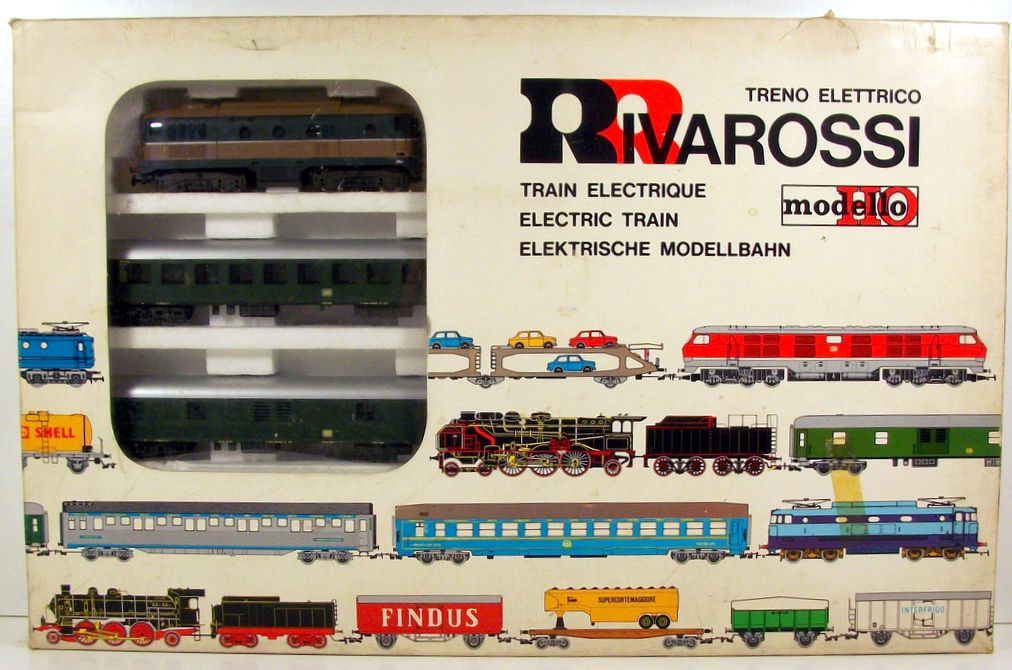 TRENO ELETTRICO
RIVAROSSI
TRAIN ELECTRIQUE
ELECTRIC TRAIN
ELEKTRISCHE MODELLBAHN
modello HO
SHELL
FINDUS
SUPERCORTEMAGGIORE
INTERFRIGO